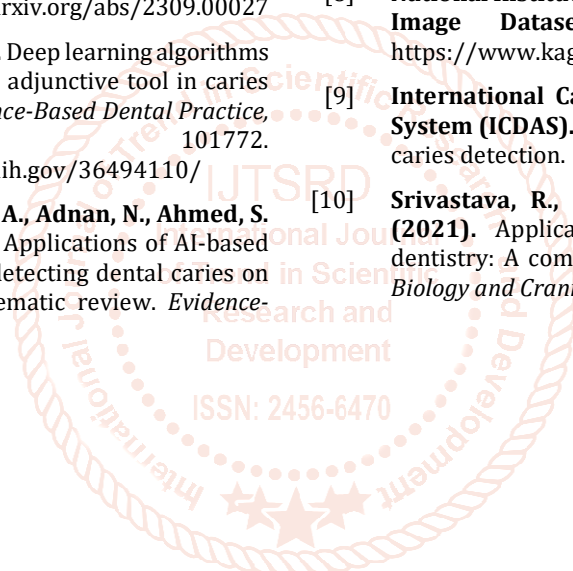 arxiv.org/abs/2309.00027
Deep learning algorithms
adjunctive tool in caries
nce-Based Dental Practice,
101772.
ih.gov/36494110/
A., Adnan, N., Ahmed, S.
Applications of AI-based
detecting dental caries on
ematic review. Evidence-
Image Datase
https://www.kag
[9] International Ca
System (ICDAS).
caries detection.
[10] Srivastava, R.,
(2021). Applica
dentistry: A com
Biology and Crani
International Journal
of Trend in Scientific
Research and
Development
IJTSRD
ISSN: 2456-6470